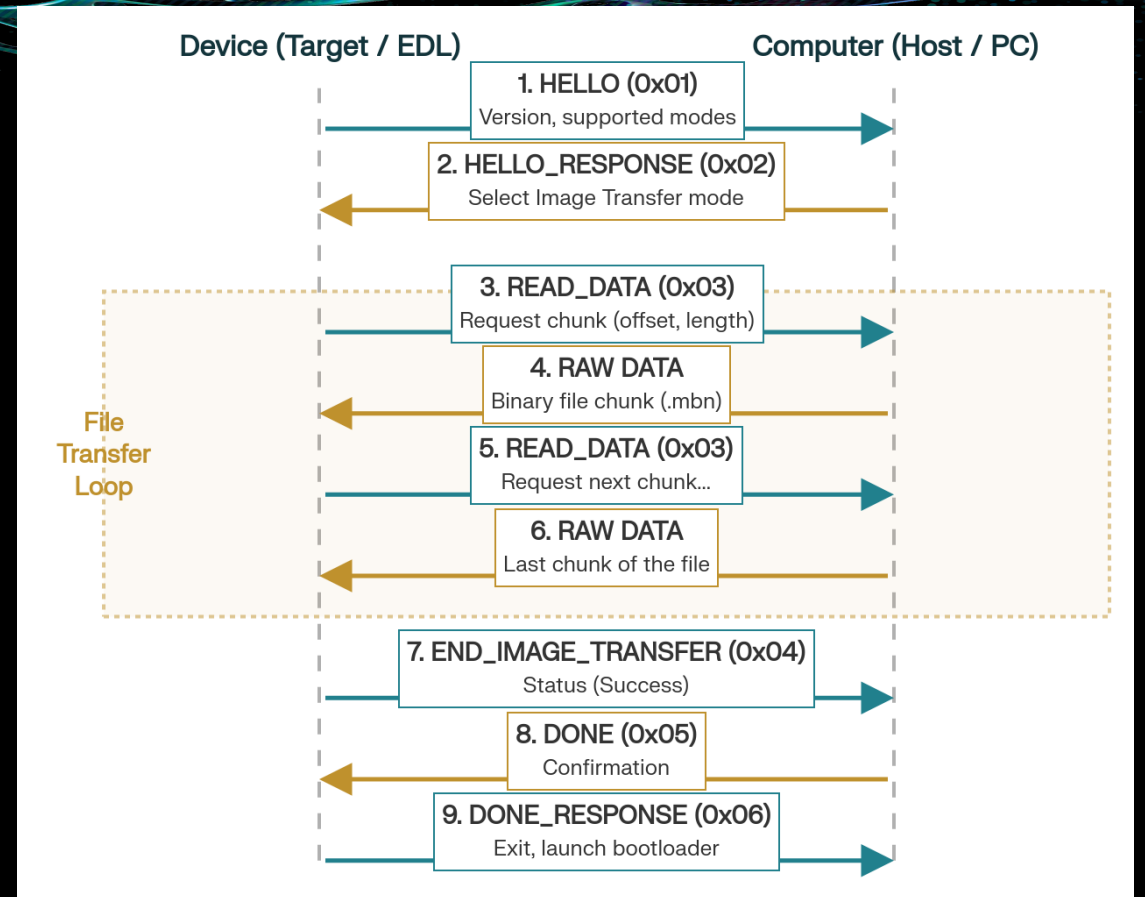 Device (Target / EDL)
Computer (Host / PC)
1. HELLO (0x01)
Version, supported modes
2. HELLO_RESPONSE (0x02)
Select Image Transfer mode
3. READ_DATA (0x03)
Request chunk (offset, length)
4. RAW DATA
Binary file chunk (.mbn)
File
Transfer
Loop
5. READ_DATA (0x03)
Request next chunk...
6. RAW DATA
Last chunk of the file
7. END_IMAGE_TRANSFER (0x04)
Status (Success)
8. DONE (0x05)
Confirmation
9. DONE_RESPONSE (0x06)
Exit, launch bootloader